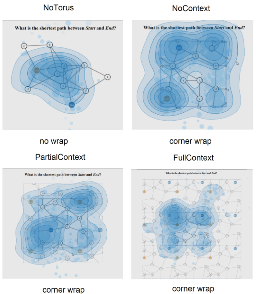 NoTorus
NoContext
What is the shortest path between Start and End?
What is the shortest path between Start and End?
no wrap
corner wrap
PartialContext
FullContext
What is the shortest path between Start and End?
What is the shortest path between Start and End?
corner wrap
corner wrap